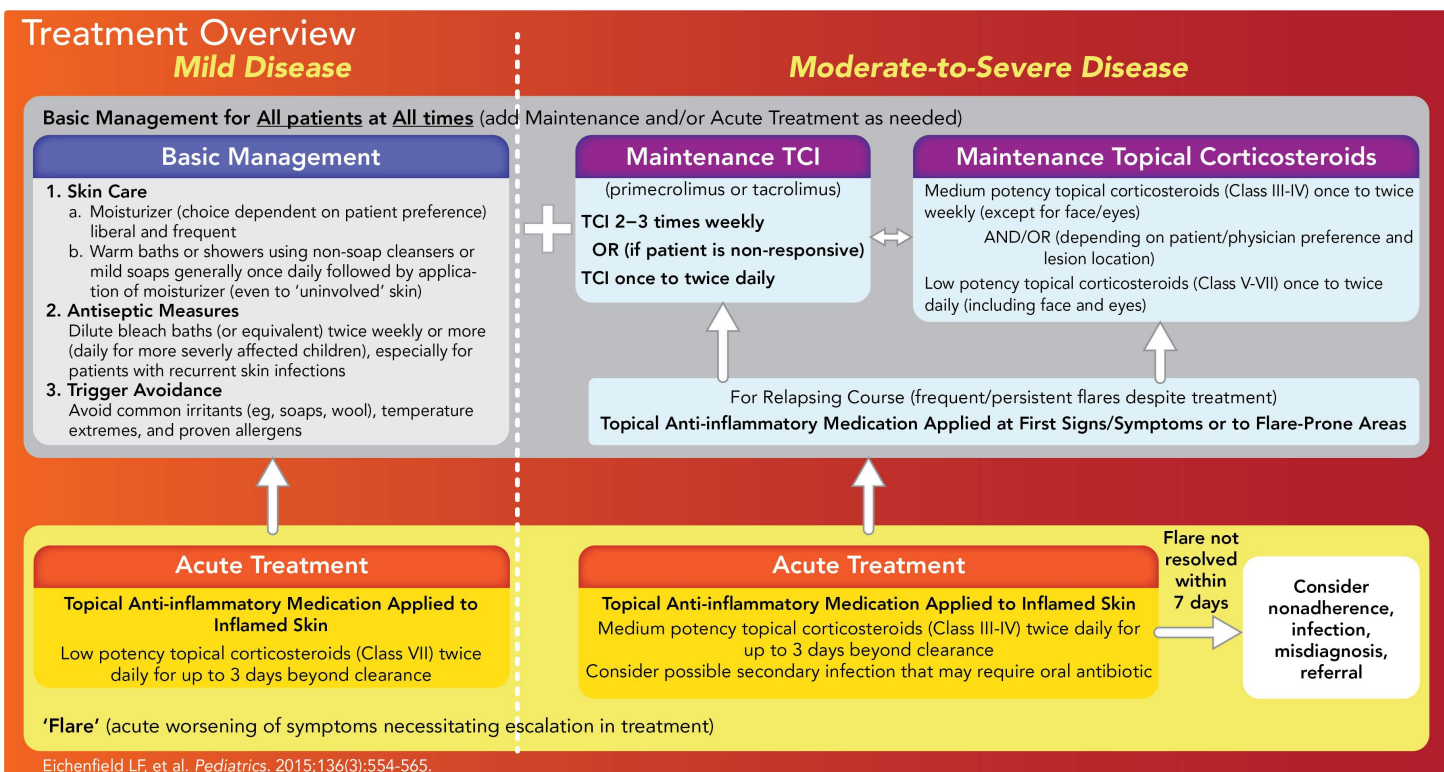 Treatment Overview
Mild Disease
Moderate-to-Severe Disease
Basic Management for All patients at All times (add Maintenance and/or Acute Treatment as needed)
Basic Management
1. Skin Care
a. Moisturizer (choice dependent on patient preference)
liberal and frequent
b. Warm baths or showers using non-soap cleansers or
mild soaps generally once daily followed by applica-
tion of moisturizer (even to ‘uninvolved’ skin)
2. Antiseptic Measures
Dilute bleach baths (or equivalent) twice weekly or more
(daily for more severly affected children), especially for
patients with recurrent skin infections
3. Trigger Avoidance
Avoid common irritants (eg, soaps, wool), temperature
extremes, and proven allergens
Maintenance TCI
(primecrolimus or tacrolimus)
TCI 2–3 times weekly
OR (if patient is non-responsive)
TCI once to twice daily
Maintenance Topical Corticosteroids
Medium potency topical corticosteroids (Class III-IV) once to twice
weekly (except for face/eyes)
AND/OR (depending on patient/physician preference and
lesion location)
Low potency topical corticosteroids (Class V-VII) once to twice
daily (including face and eyes)
For Relapsing Course (frequent/persistent flares despite treatment)
Topical Anti-inflammatory Medication Applied at First Signs/Symptoms or to Flare-Prone Areas
Acute Treatment
Topical Anti-inflammatory Medication Applied to
Inflamed Skin
Low potency topical corticosteroids (Class VII) twice
daily for up to 3 days beyond clearance
Acute Treatment
Topical Anti-inflammatory Medication Applied to Inflamed Skin
Medium potency topical corticosteroids (Class III-IV) twice daily for
up to 3 days beyond clearance
Consider possible secondary infection that may require oral antibiotic
Flare not
resolved
within
7 days
Consider
nonadherence,
infection,
misdiagnosis,
referral
‘Flare’ (acute worsening of symptoms necessitating escalation in treatment)
Eichenfield LF, et al. Pediatrics. 2015;136(3):554-565.